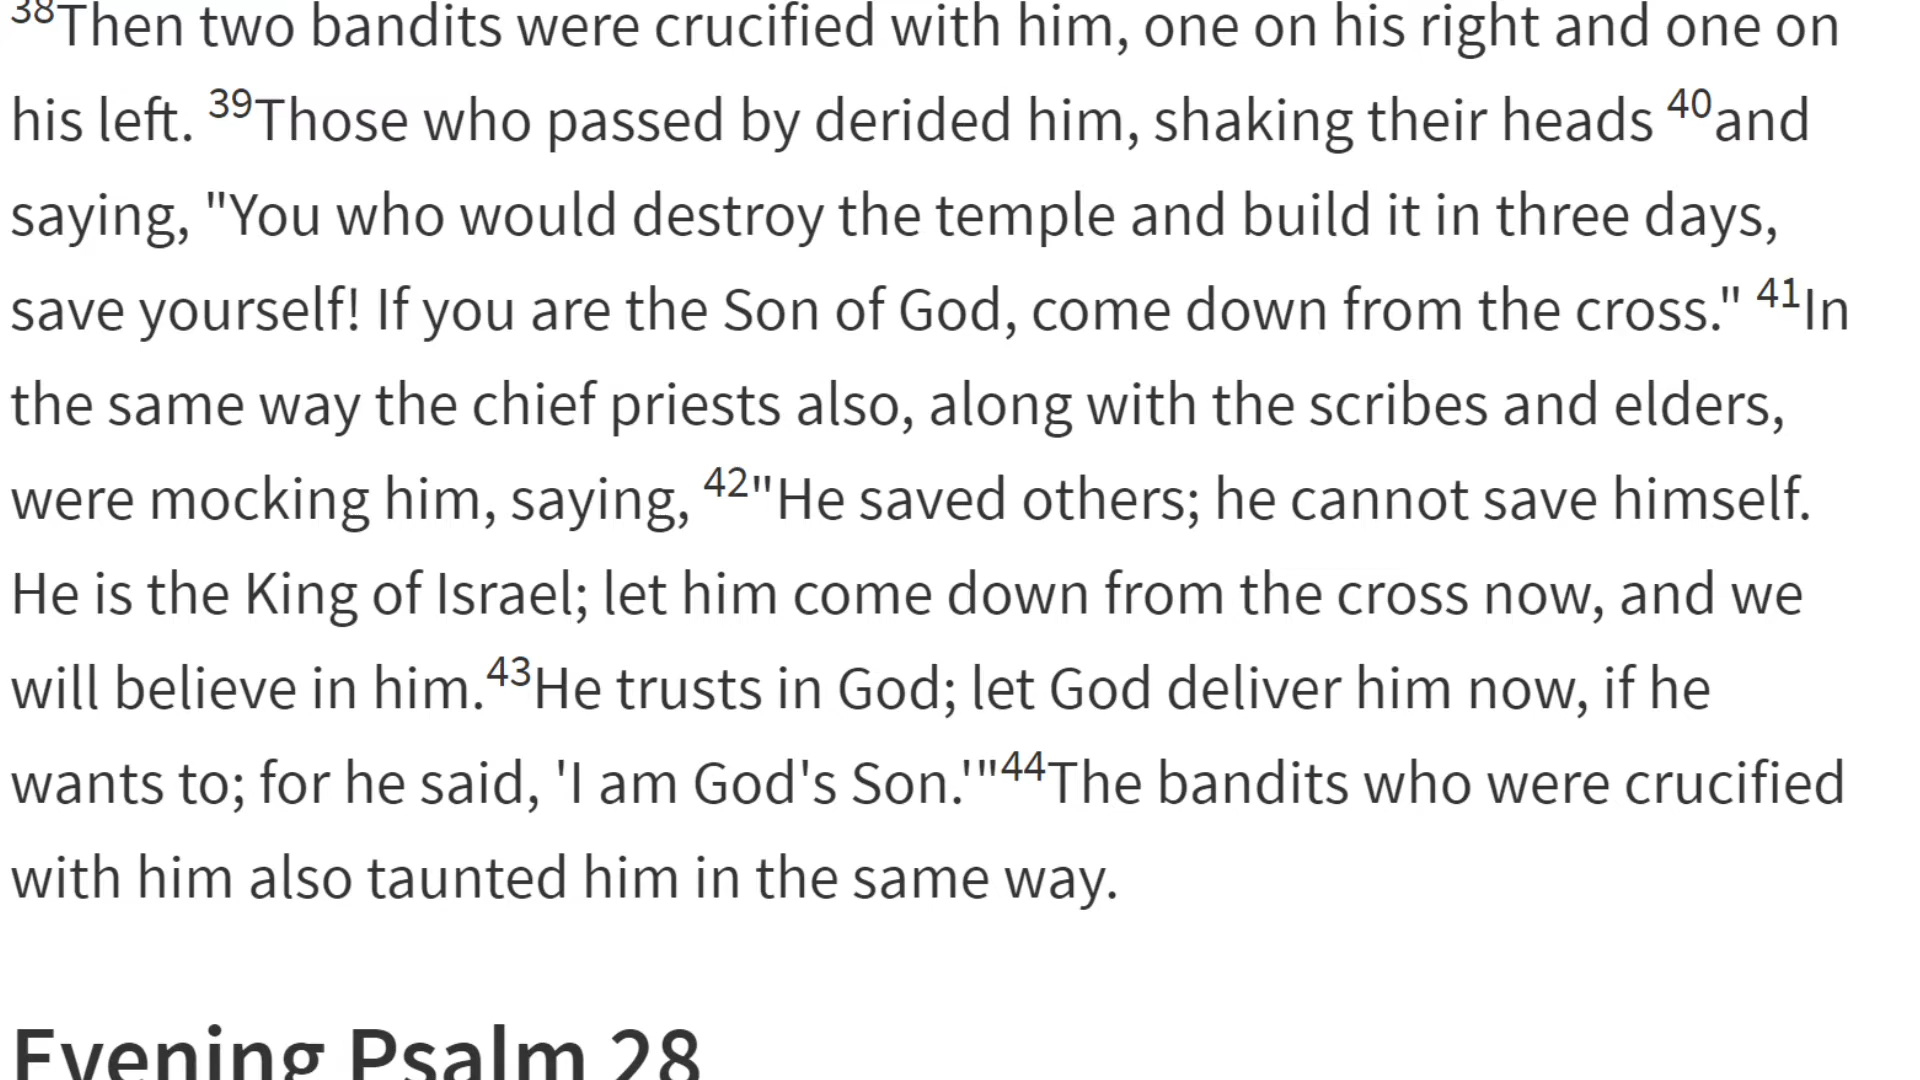 38Then two bandits were crucified with him, one on his right and one on
his left. 39Those who passed by derided him, shaking their heads 40and
saying, "You who would destroy the temple and build it in three days,
save yourself! If you are the Son of God, come down from the cross." 41In
the same way the chief priests also, along with the scribes and elders,
were mocking him, saying, 42"He saved others; he cannot save himself.
He is the King of Israel; let him come down from the cross now, and we
will believe in him.43He trusts in God; let God deliver him now, if he
wants to; for he said, 'I am God's Son.'"44The bandits who were crucified
with him also taunted him in the same way.
Evening Psalm 28